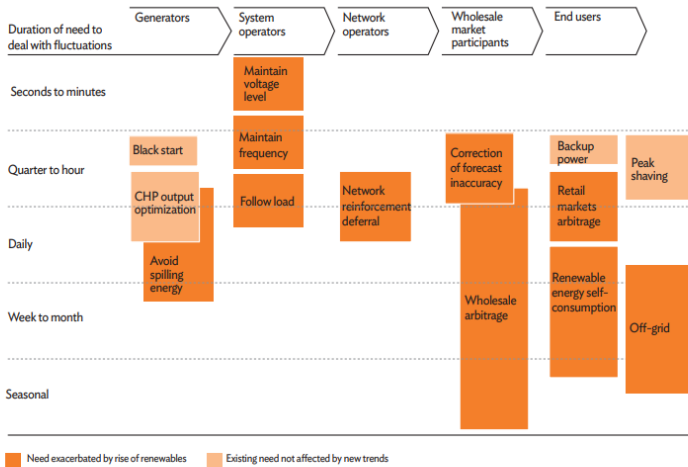 Duration of need to
deal with fluctuations
Generators
System
operators
Network
operators
Wholesale
market
participants
End users
Seconds to minutes
Maintain
voltage
level
Quarter to hour
Black start
Maintain
frequency
Correction
of forecast
inaccuracy
Backup
power
Peak
shaving
CHP output
optimization
Follow load
Network
reinforcement
deferral
Retail
markets
arbitrage
Daily
Avoid
spilling
energy
Renewable
energy self-
consumption
Week to month
Wholesale
arbitrage
Off-grid
Seasonal
Need exacerbated by rise of renewables
Existing need not affected by new trends